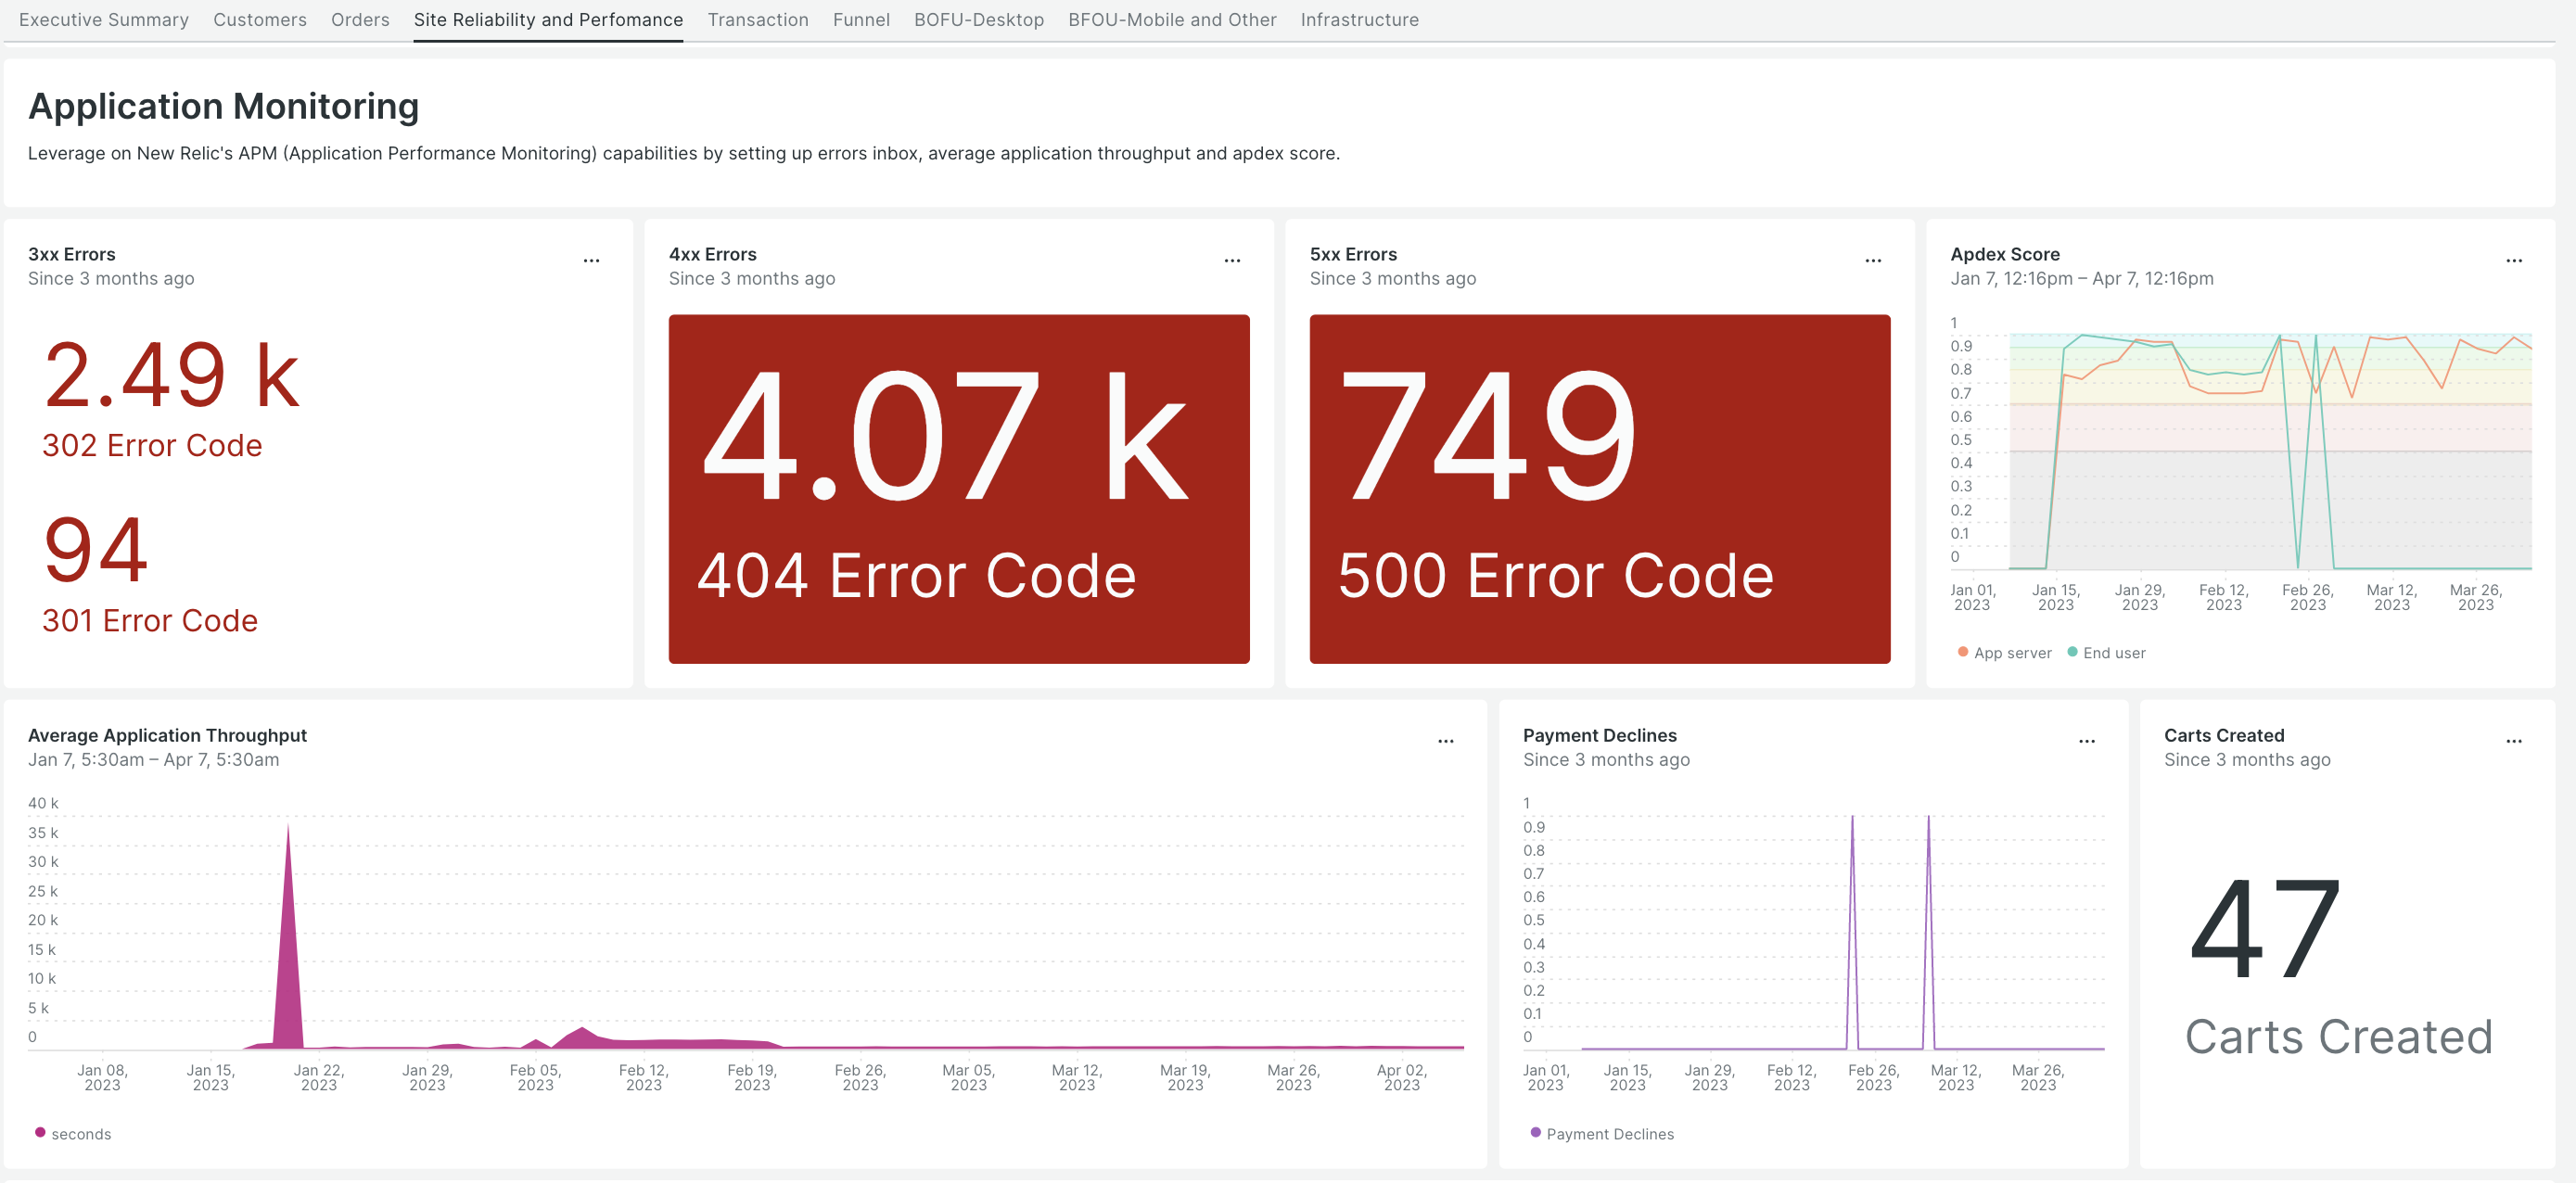 Executive Summary Customers Orders Site Reliability and Perfomance Transaction Funnel BOFU-Desktop BFOU-Mobile and Other Infrastructure
Application Monitoring
Leverage on New Relic's APM (Application Performance Monitoring) capabilities by setting up errors inbox, average application throughput and apdex score.
3xx Errors
Since 3 months ago
...
2.49 k
302 Error Code
94
301 Error Code
4xx Errors
Since 3 months ago
...
4.07 k
404 Error Code
5xx Errors
Since 3 months ago
...
749
500 Error Code
Apdex Score
Jan 7, 12:16pm – Apr 7, 12:16pm
...
1
0.9
0.8
0.7
0.6
0.5
0.4
0.3
0.2
0.1
0
Jan 01, Jan 15, Jan 29, Feb 12, Feb 26, Mar 12, Mar 26,
2023 2023 2023 2023 2023 2023 2023
App server End user
Average Application Throughput
Jan 7, 5:30am – Apr 7, 5:30am
...
40 k
35 k
30 k
25 k
20 k
15 k
10 k
5 k
0
Jan 08, Jan 15, Jan 22, Jan 29, Feb 05, Feb 12, Feb 19, Feb 26, Mar 05, Mar 12, Mar 19, Mar 26, Apr 02,
2023 2023 2023 2023 2023 2023 2023 2023 2023 2023 2023 2023 2023
seconds
Payment Declines
Since 3 months ago
...
1
0.9
0.8
0.7
0.6
0.5
0.4
0.3
0.2
0.1
0
Jan 01, Jan 15, Jan 29, Feb 12, Feb 26, Mar 12, Mar 26,
2023 2023 2023 2023 2023 2023 2023
Payment Declines
Carts Created
Since 3 months ago
...
47
Carts Created